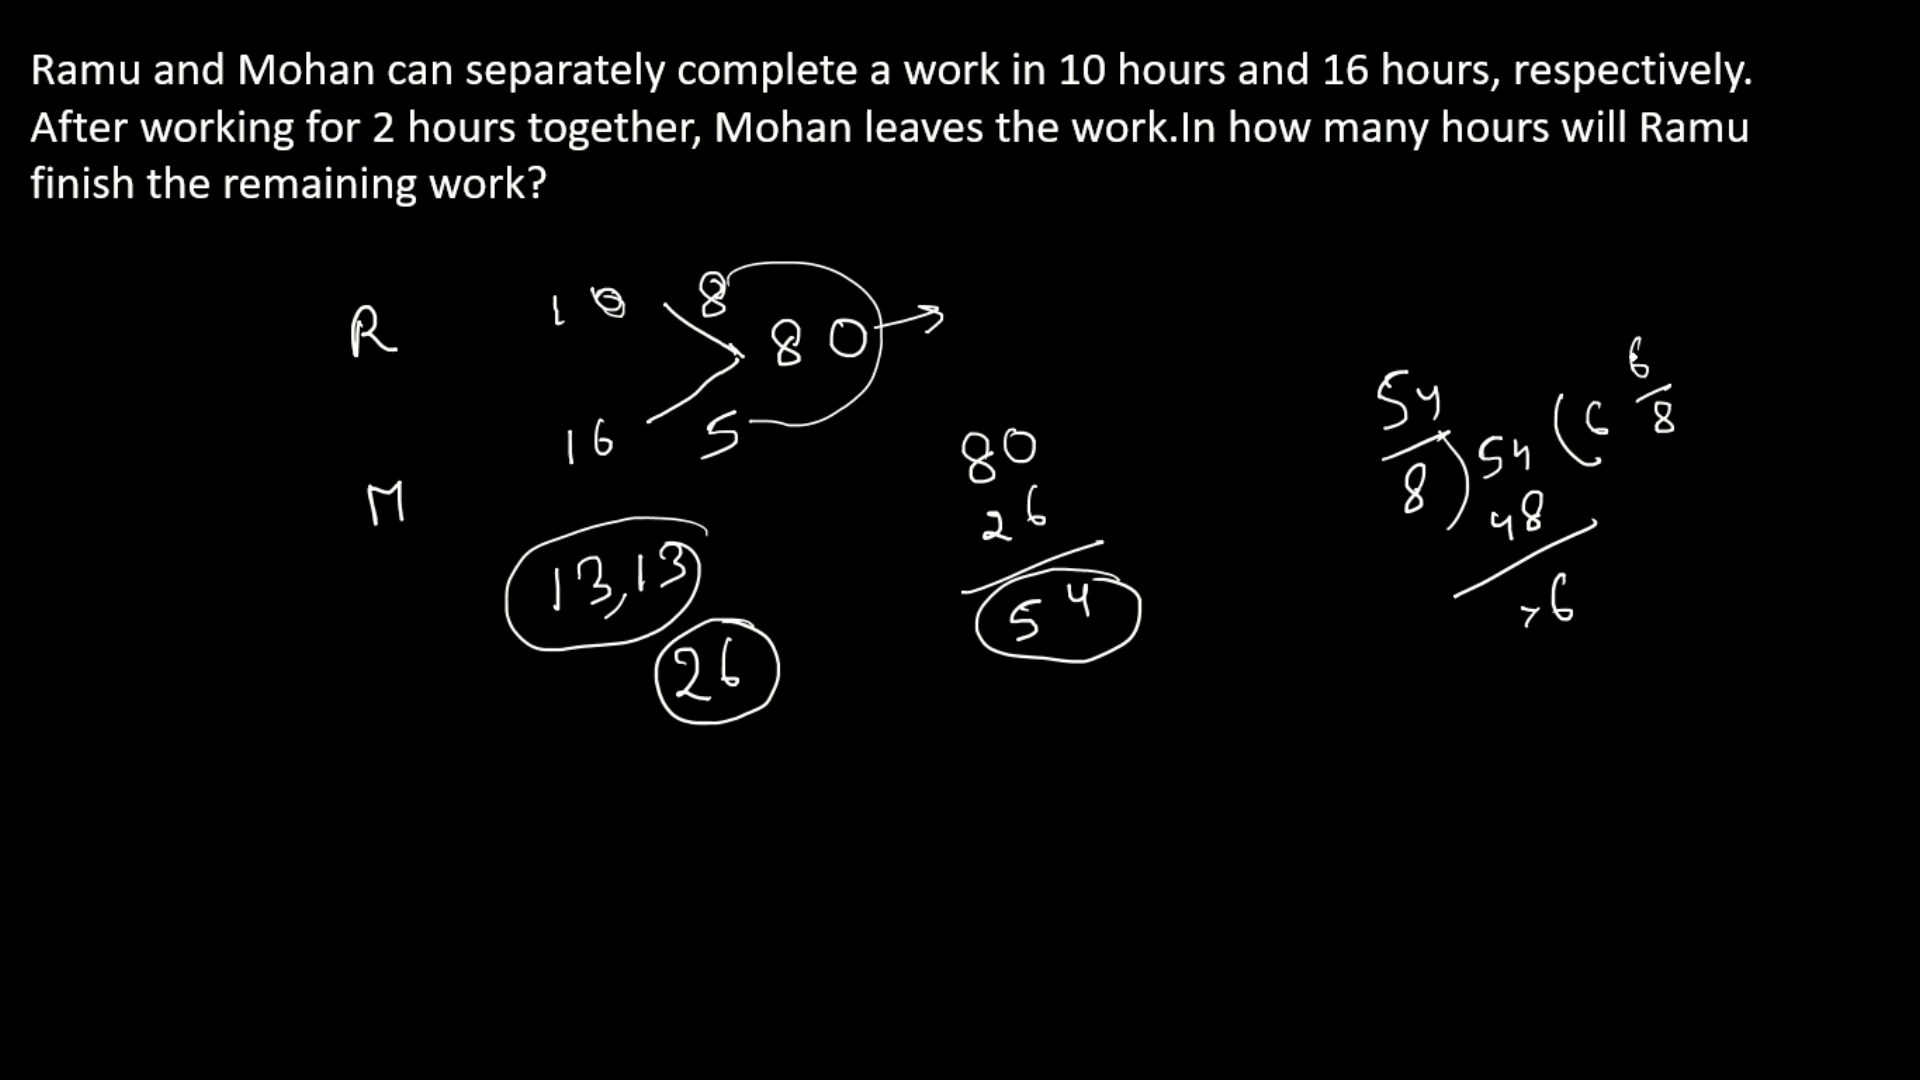 Ramu and Mohan can separately complete a work in 10 hours and 16 hours, respectively.
After working for 2 hours together, Mohan leaves the work.In how many hours will Ramu
finish the remaining work?
R 10 8
80
16 5
M
13,13
26
80
26
54
54
8 ) 54 ( 6 6/8
48
6